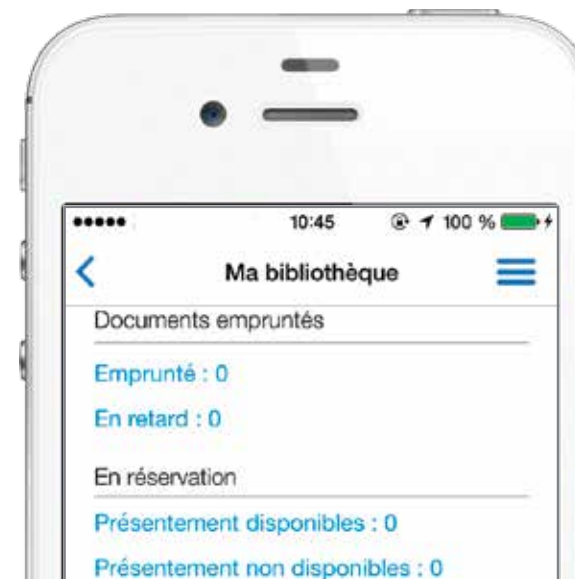 10:45 100 %
Ma bibliothèque
Documents empruntés
Emprunté : 0
En retard : 0
En réservation
Présentement disponibles : 0
Présentement non disponibles : 0